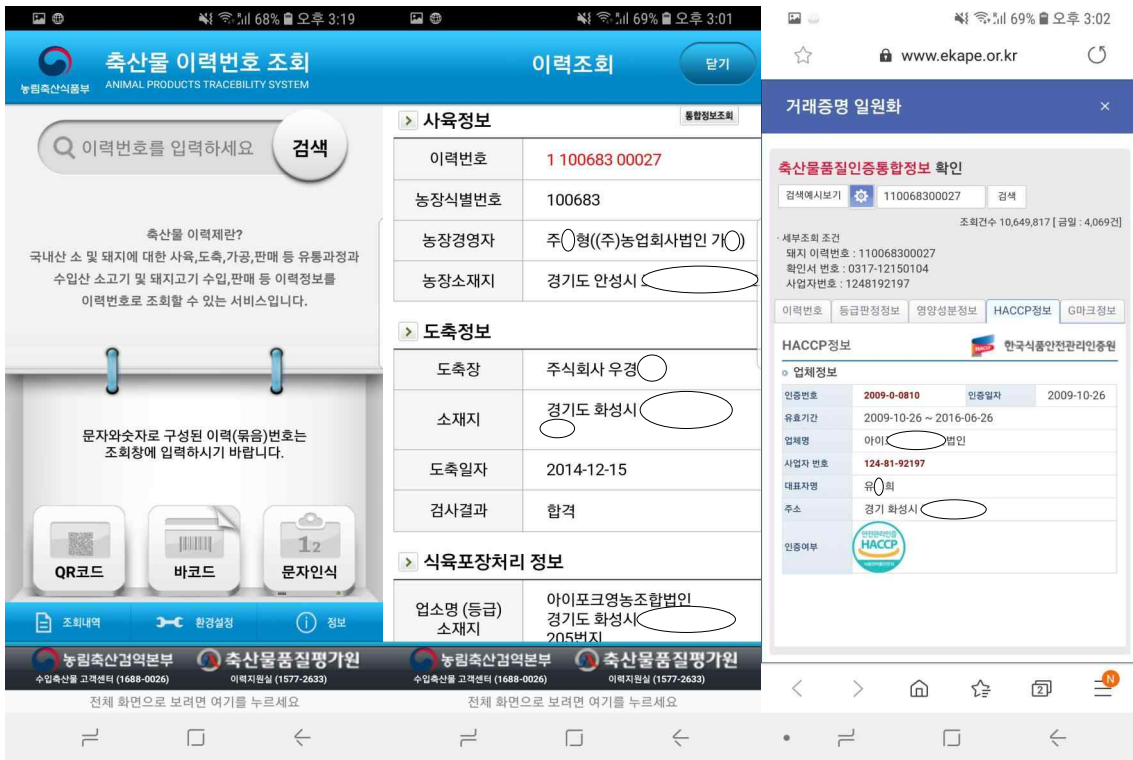 68% 오후 3:19
농림축산식품부
축산물 이력번호 조회
ANIMAL PRODUCTS TRACEBILITY SYSTEM
이력번호를 입력하세요 검색
축산물 이력제란?
국내산 소 및 돼지에 대한 사육,도축,가공,판매 등 유통과정과
수입산 소고기 및 돼지고기 수입,판매 등 이력정보를
이력번호로 조회할 수 있는 서비스입니다.
문자와숫자로 구성된 이력(묶음)번호는
조회창에 입력하시기 바랍니다.
QR코드 바코드 12 문자인식
조회내역 환경설정 정보
농림축산검역본부 축산물품질평가원
수입축산물 고객센터 (1688-0026) 이력지원실 (1577-2633)
전체 화면으로 보려면 여기를 누르세요
69% 오후 3:01
이력조회 닫기
사육정보 통합정보조회
이력번호 1 100683 00027
농장식별번호 100683
농장경영자 주 형((주)농업회사법인 가 )
농장소재지 경기도 안성시
도축정보
도축장 주식회사 우경
소재지 경기도 화성시
도축일자 2014-12-15
검사결과 합격
식육포장처리 정보
업소명 (등급) 아이포크영농조합법인
소재지 경기도 화성시
205번지
농림축산검역본부 축산물품질평가원
수입축산물 고객센터 (1688-0026) 이력지원실 (1577-2633)
전체 화면으로 보려면 여기를 누르세요
69% 오후 3:02
www.ekape.or.kr
거래증명 일원화 ×
축산물품질인증통합정보 확인
검색예시보기 110068300027 검색
조회건수 10,649,817 [ 금일 : 4,069건]
· 세부조회 조건
돼지 이력번호 : 110068300027
확인서 번호 : 0317-12150104
사업자번호 : 1248192197
이력번호 등급판정정보 영양성분정보 HACCP정보 G마크정보
HACCP정보 HACCP 한국식품안전관리인증원
업체정보
인증번호 2009-0-0810 인증일자 2009-10-26
유효기간 2009-10-26 ~ 2016-06-26
업체명 아이 법인
사업자 번호 124-81-92197
대표자명 유 희
주소 경기 화성시
인증여부 안전관리인증 HACCP
2 N